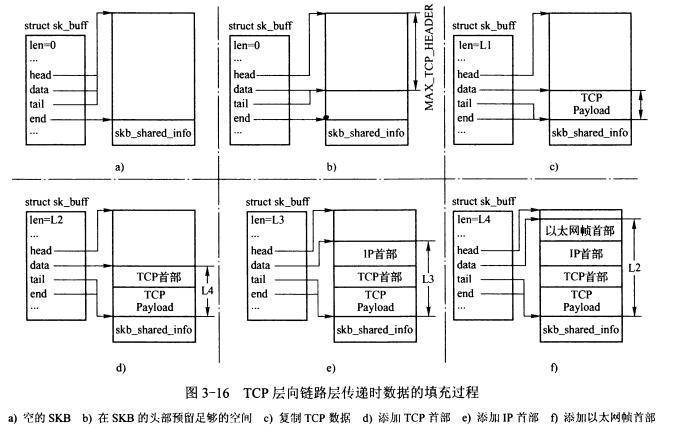 struct sk_buff
len=0
...
head
data
tail
end
...
skb_shared_info
a)
struct sk_buff
len=0
...
head
data
tail
end
...
MAX_TCP_HEADER
skb_shared_info
b)
struct sk_buff
len=L1
...
head
data
tail
end
...
TCP
Payload
skb_shared_info
c)
struct sk_buff
len=L2
...
head
data
tail
end
...
TCP首部
TCP
Payload
skb_shared_info
L4
d)
struct sk_buff
len=L3
...
head
data
tail
end
...
IP首部
TCP首部
TCP
Payload
skb_shared_info
L3
e)
struct sk_buff
len=L4
...
head
data
tail
end
...
以太网帧首部
IP首部
TCP首部
TCP
Payload
skb_shared_info
L2
f)
图 3-16 TCP 层向链路层传递时数据的填充过程
a) 空的 SKB b) 在 SKB 的头部预留足够的空间 c) 复制 TCP 数据 d) 添加 TCP 首部 e) 添加 IP 首部 f) 添加以太网帧首部